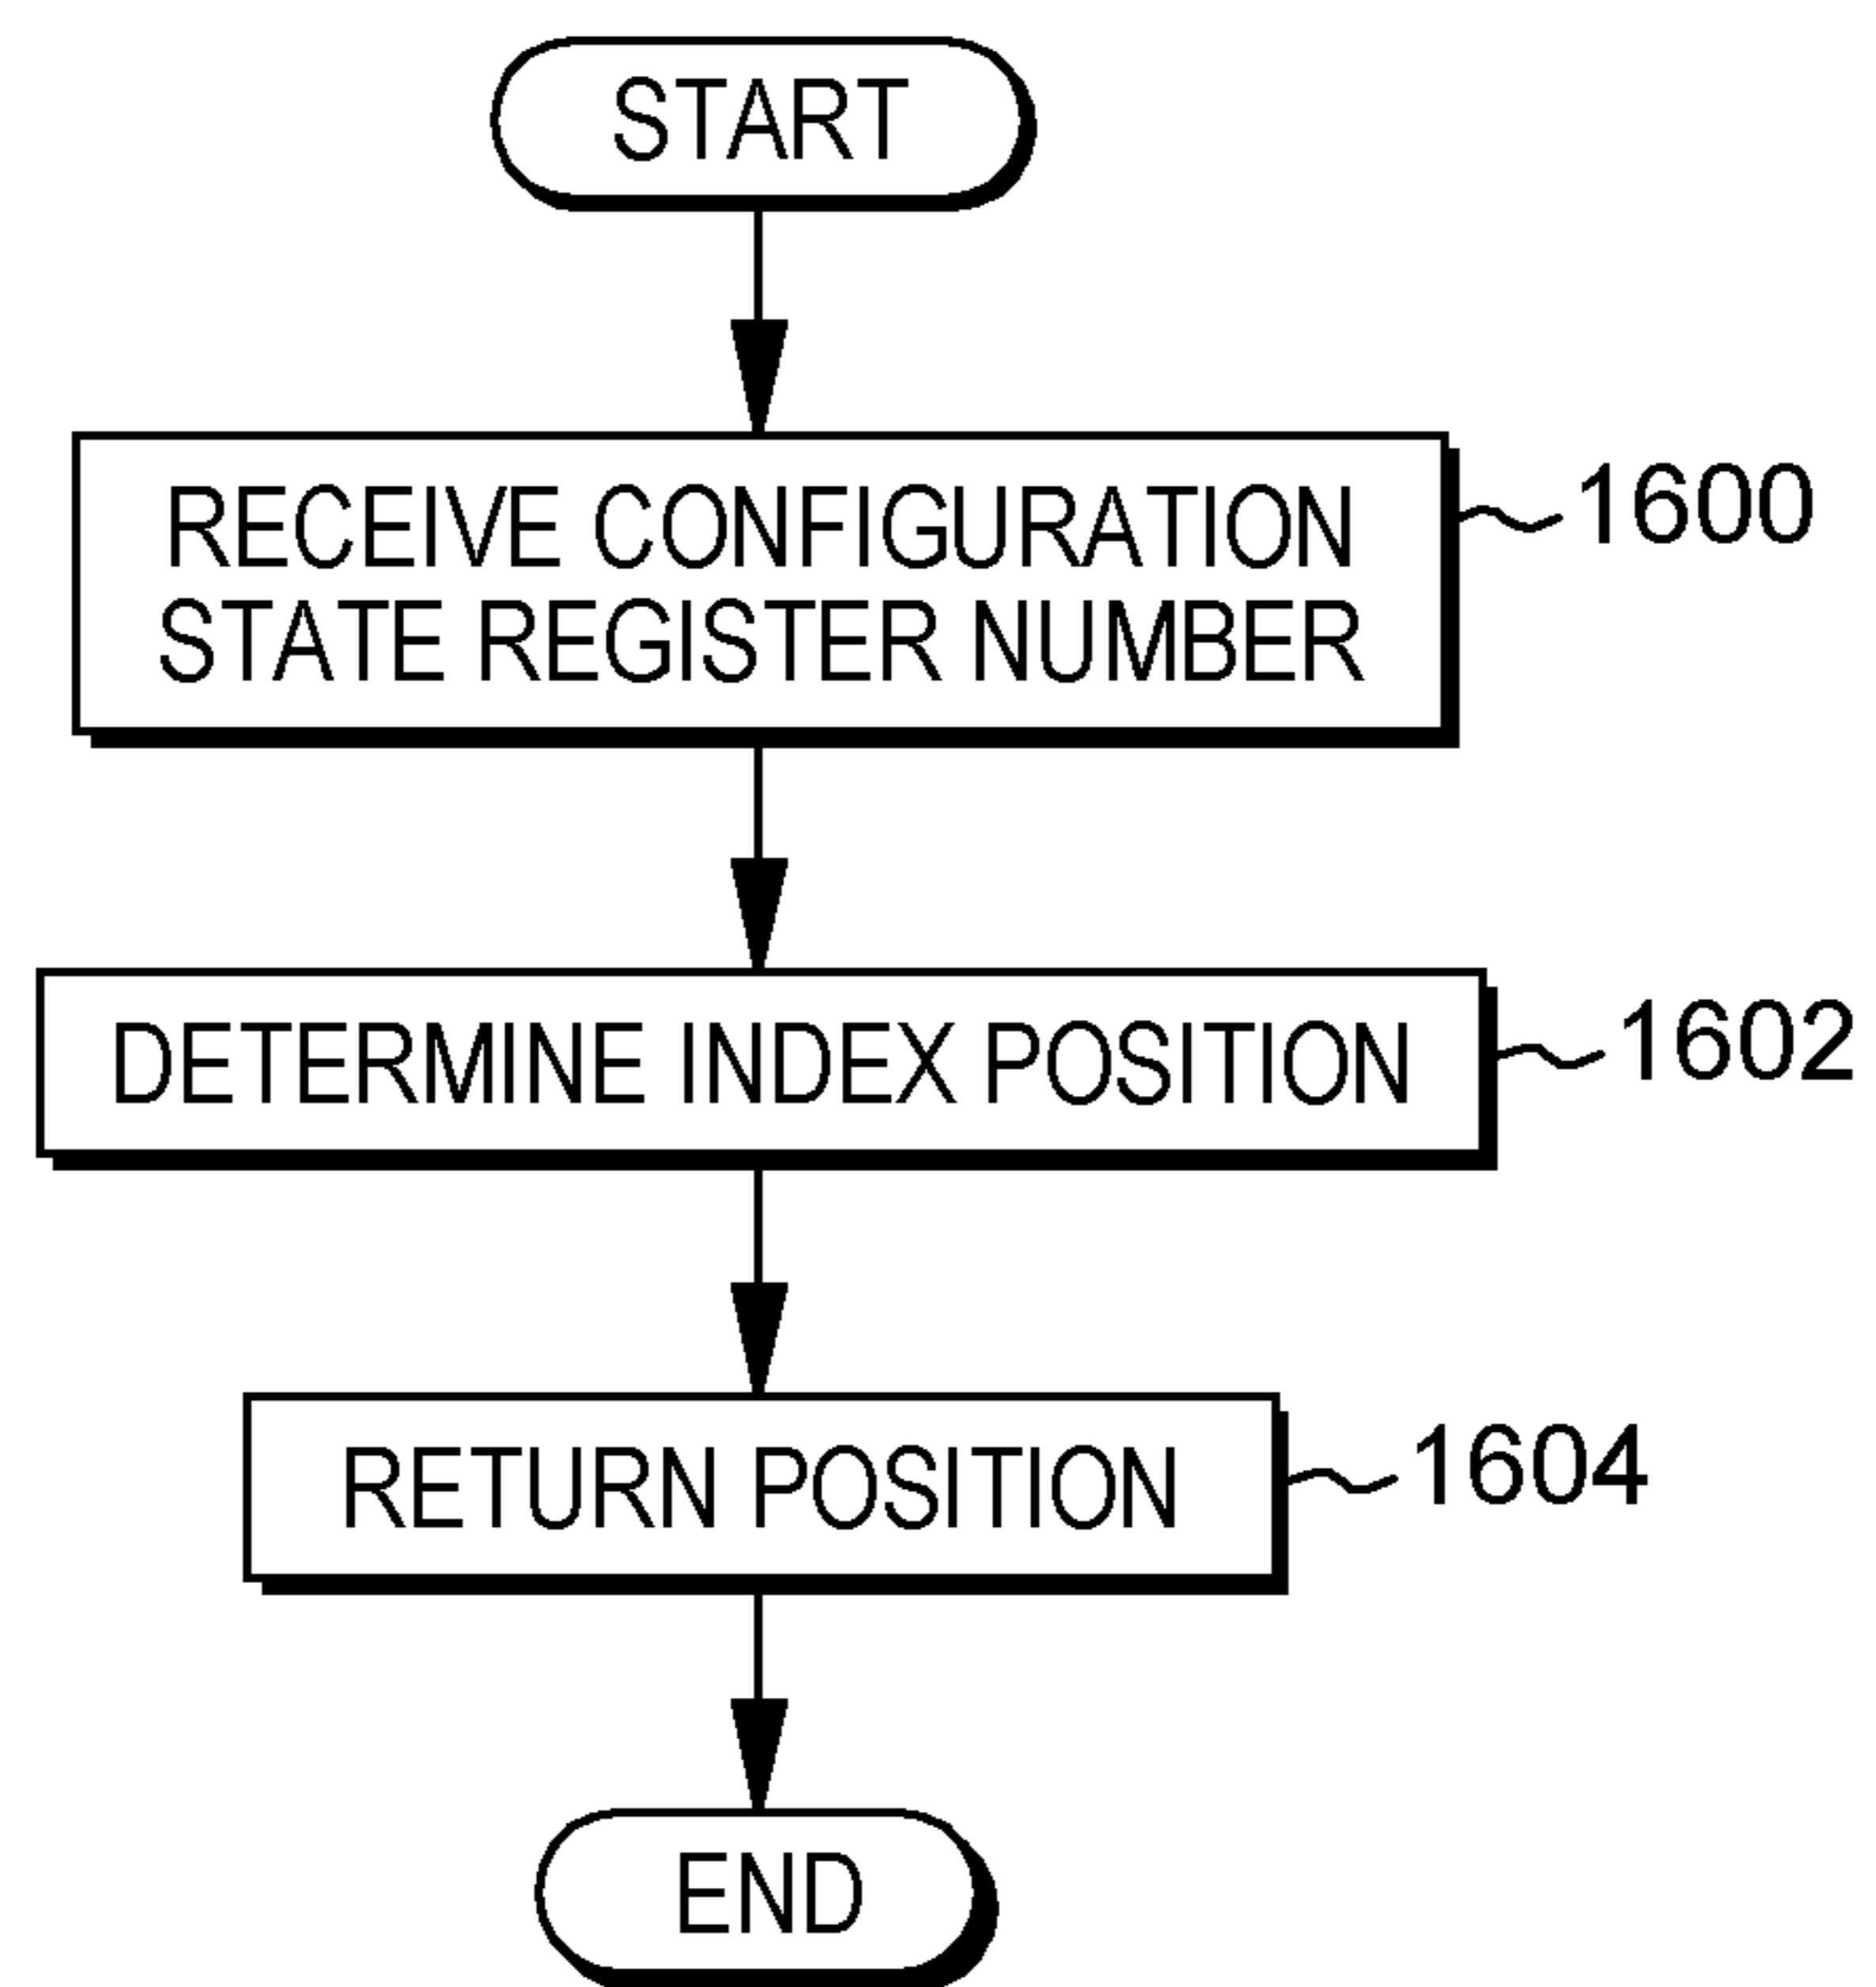 START
RECEIVE CONFIGURATION
STATE REGISTER NUMBER
1600
DETERMINE INDEX POSITION
1602
RETURN POSITION
1604
END